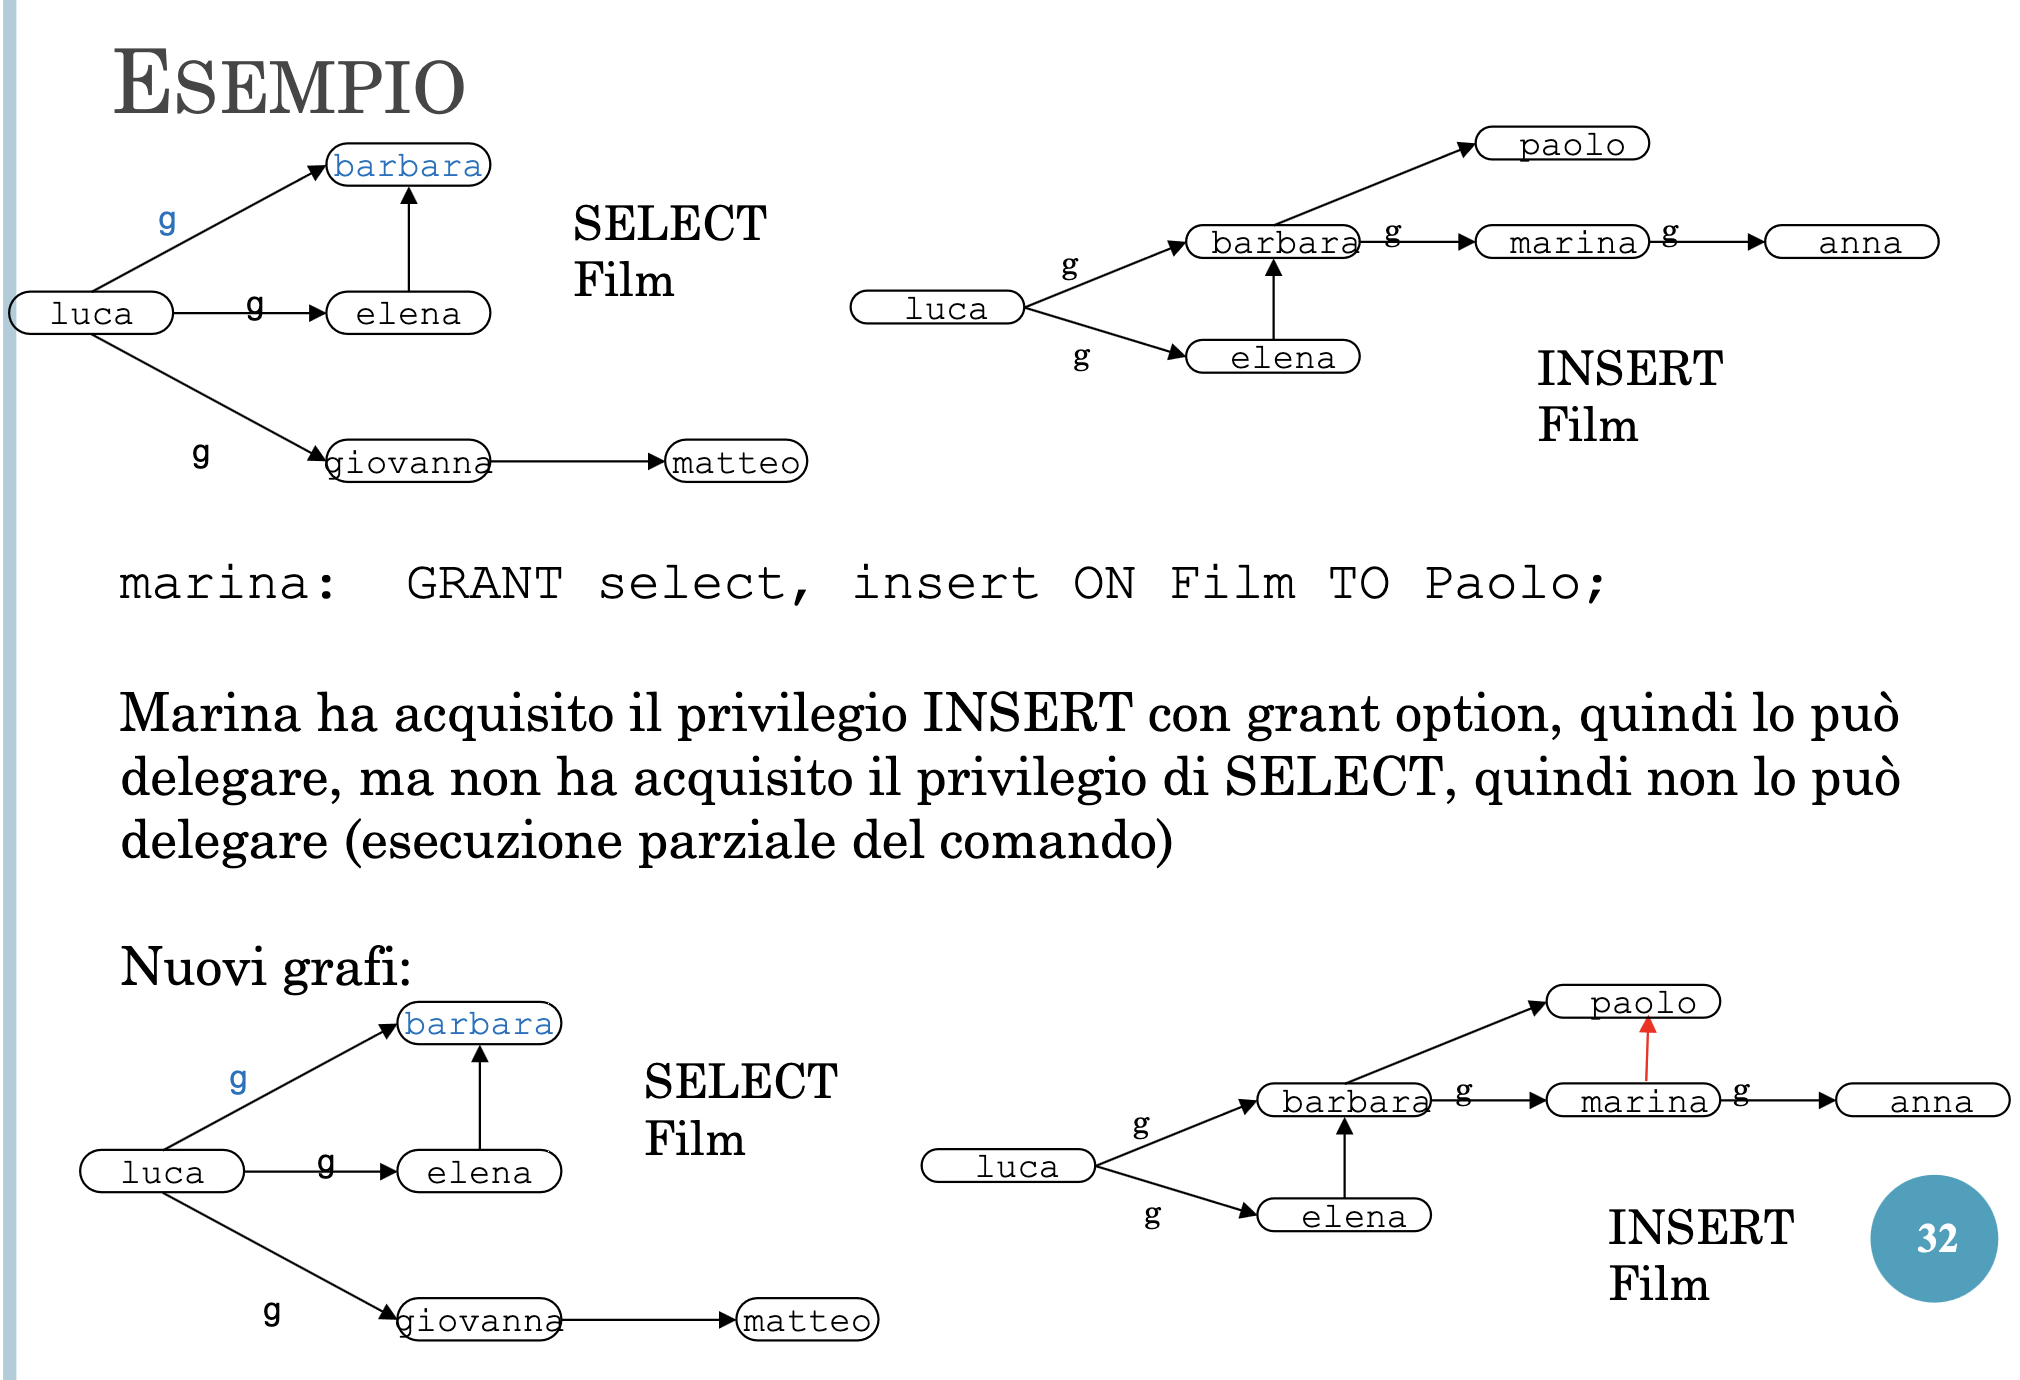 ESEMPIO
barbara
g
SELECT
Film
luca
g
elena
g
giovanna
matteo
paolo
barbara
g
marina
g
anna
g
luca
g
elena
INSERT
Film
marina: GRANT select, insert ON Film TO Paolo;
Marina ha acquisito il privilegio INSERT con grant option, quindi lo può
delegare, ma non ha acquisito il privilegio di SELECT, quindi non lo può
delegare (esecuzione parziale del comando)
Nuovi grafi:
barbara
g
SELECT
Film
luca
g
elena
g
giovanna
matteo
paolo
barbara
g
marina
g
anna
g
luca
g
elena
INSERT
Film
32